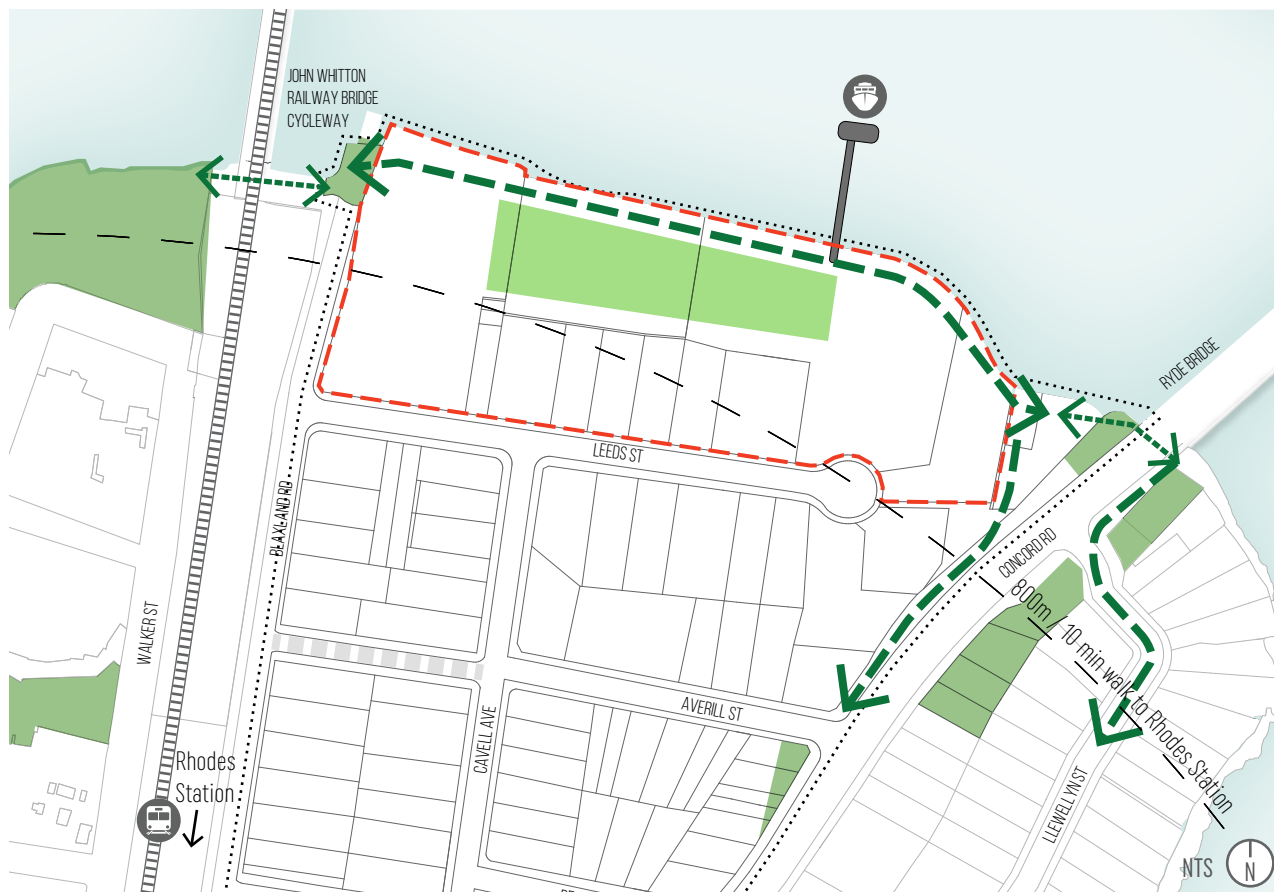 JOHN WHITTON
RAILWAY BRIDGE
CYCLEWAY
RYDE BRIDGE
LEEDS ST
BLAXLAND RD
CONCORD RD
800m, 10 min walk to Rhodes Station
WALKER ST
AVERILL ST
CAVELL AVE
Rhodes
Station
LLEWELLYN ST
NTS
N